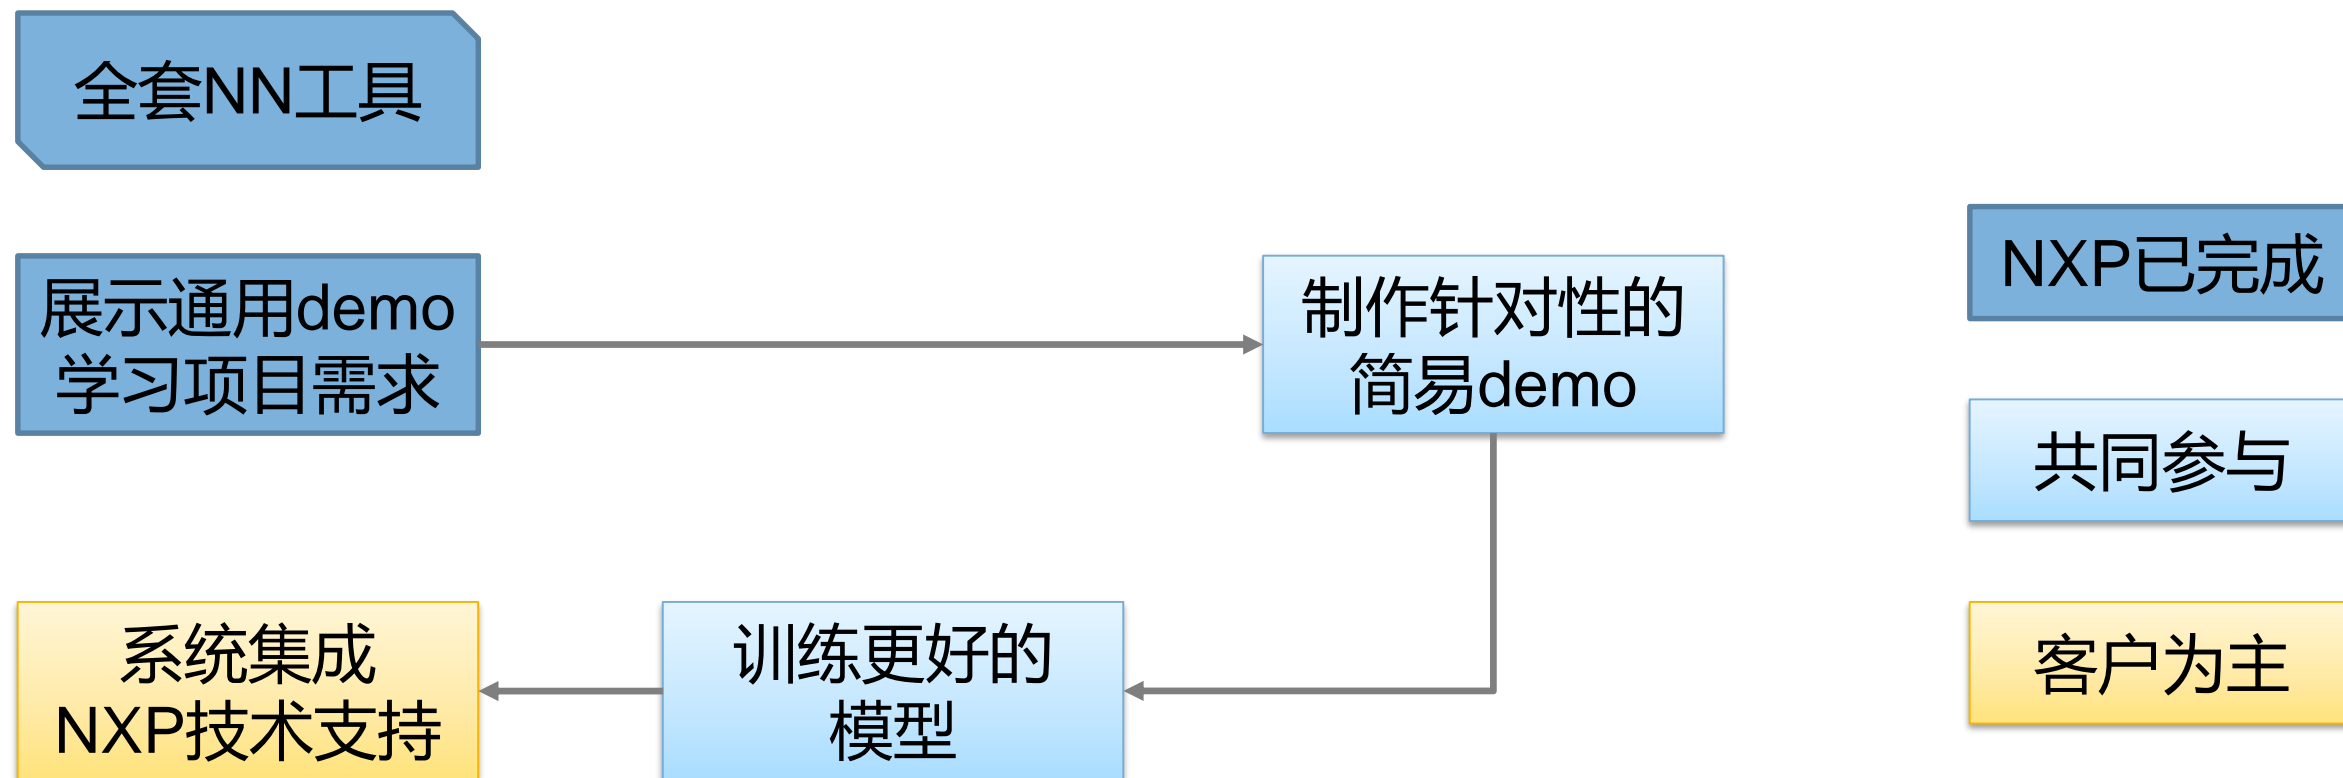 全套NN工具
展示通用demo
学习项目需求
制作针对性的
简易demo
训练更好的
模型
系统集成
NXP技术支持
NXP已完成
共同参与
客户为主